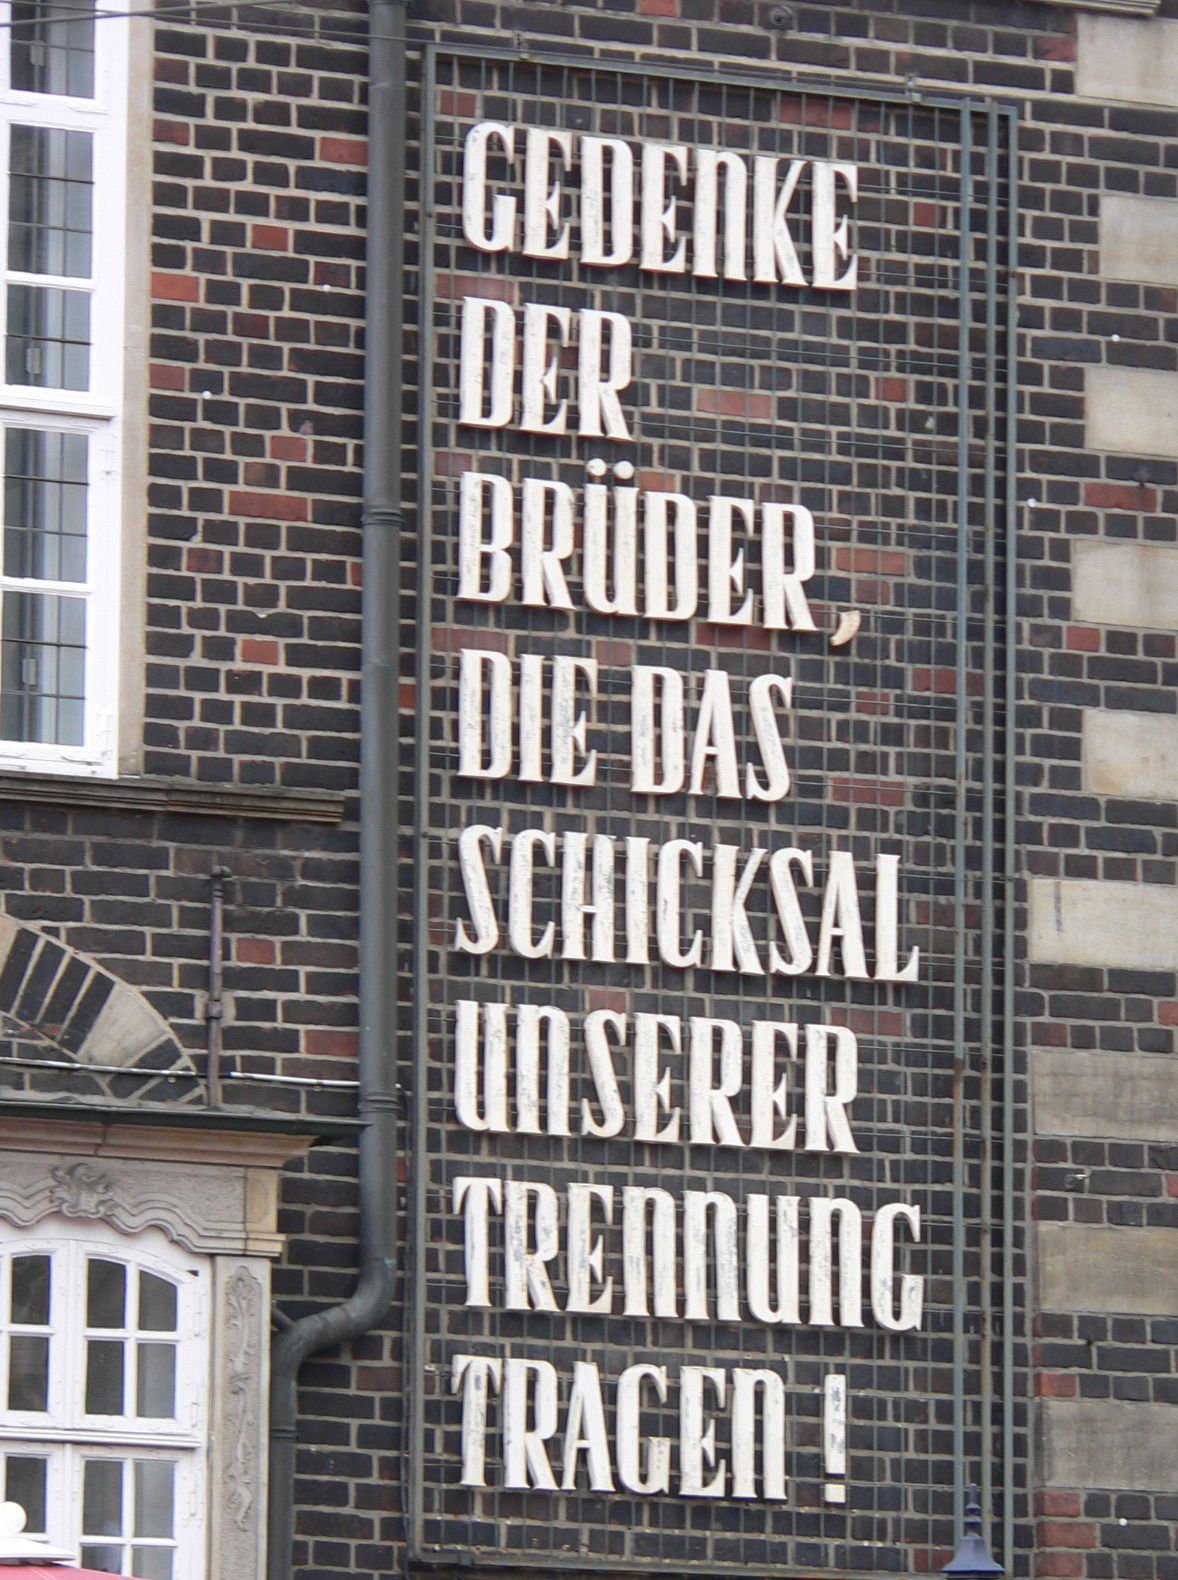 GEDENKE
DER
BRÜDER,
DIE DAS
SCHICKSAL
UNSERER
TRENNUNG
TRAGEN!